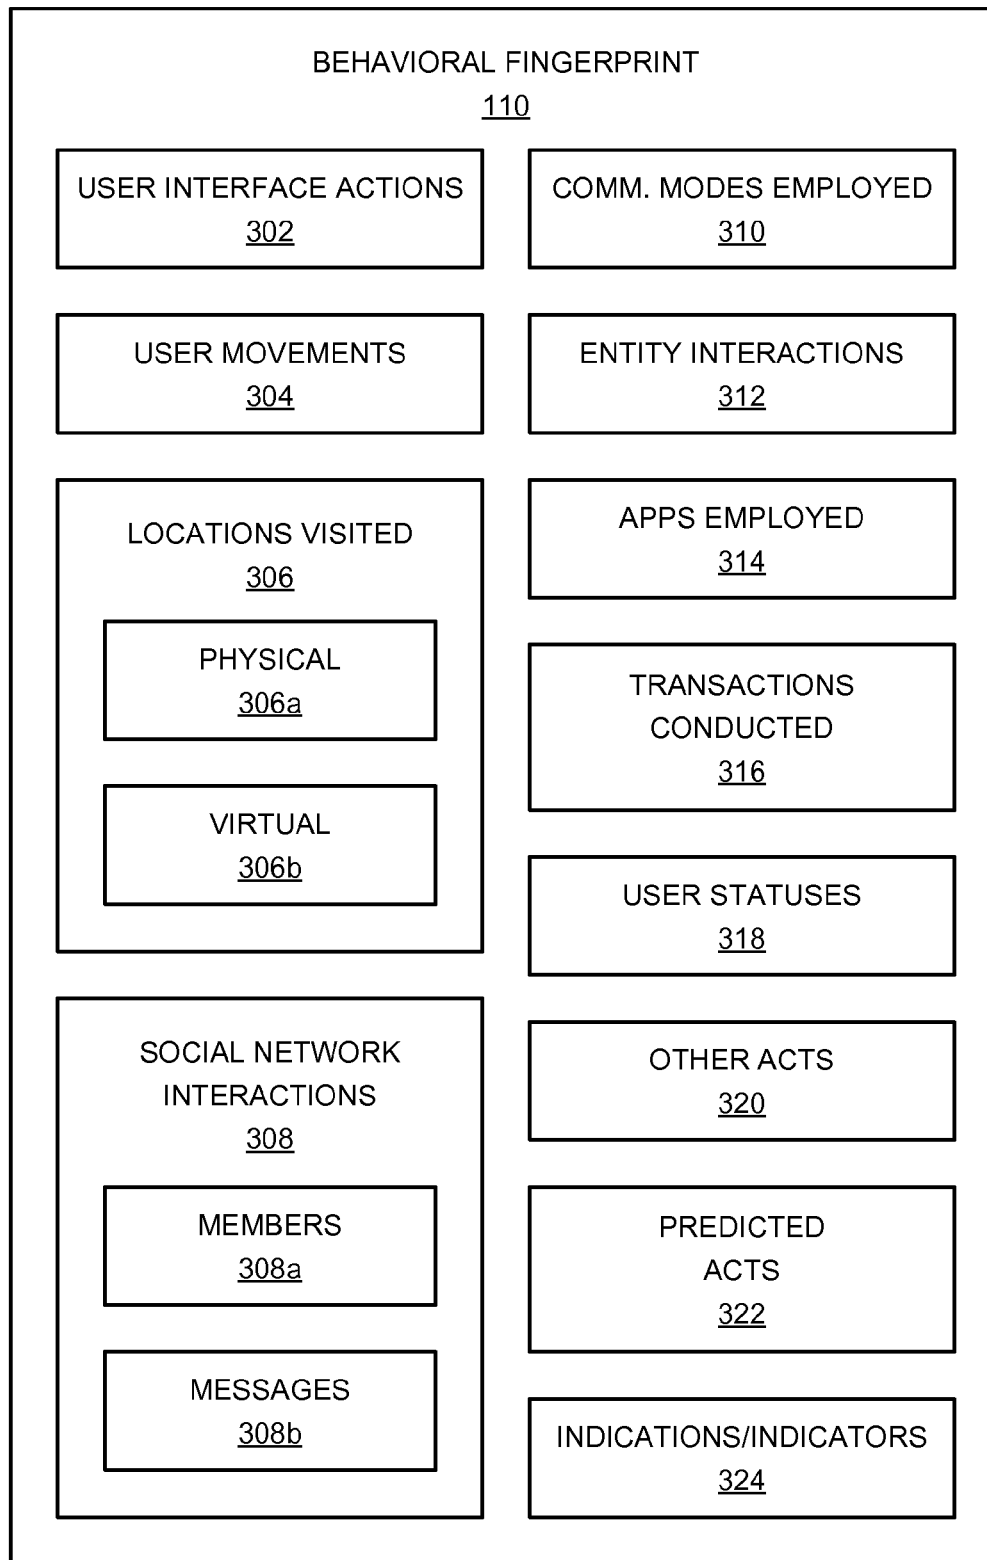 BEHAVIORAL FINGERPRINT
110
USER INTERFACE ACTIONS
302
USER MOVEMENTS
304
LOCATIONS VISITED
306
PHYSICAL
306a
VIRTUAL
306b
SOCIAL NETWORK
INTERACTIONS
308
MEMBERS
308a
MESSAGES
308b
COMM. MODES EMPLOYED
310
ENTITY INTERACTIONS
312
APPS EMPLOYED
314
TRANSACTIONS
CONDUCTED
316
USER STATUSES
318
OTHER ACTS
320
PREDICTED
ACTS
322
INDICATIONS/INDICATORS
324